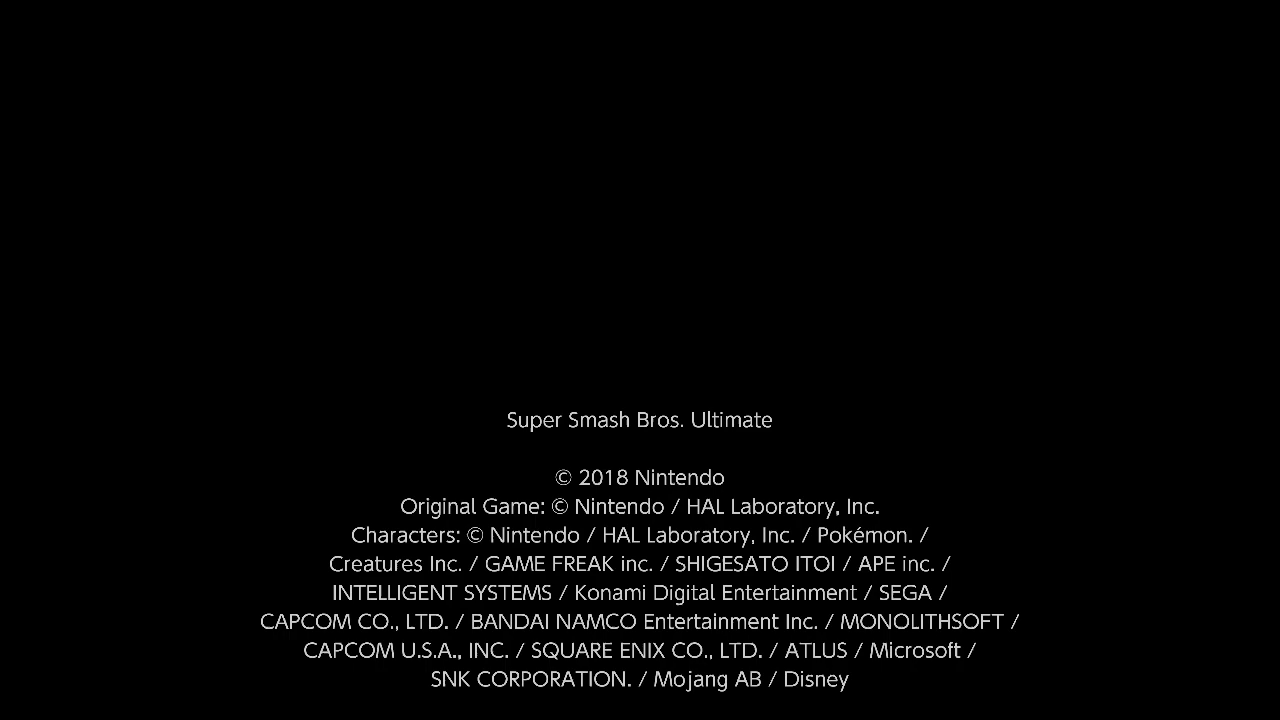 Super Smash Bros. Ultimate
© 2018 Nintendo
Original Game: © Nintendo / HAL Laboratory, Inc.
Characters: © Nintendo / HAL Laboratory, Inc. / Pokémon. /
Creatures Inc. / GAME FREAK inc. / SHIGESATO ITOI / APE inc. /
INTELLIGENT SYSTEMS / Konami Digital Entertainment / SEGA /
CAPCOM CO., LTD. / BANDAI NAMCO Entertainment Inc. / MONOLITHSOFT /
CAPCOM U.S.A., INC. / SQUARE ENIX CO., LTD. / ATLUS / Microsoft /
SNK CORPORATION. / Mojang AB / Disney